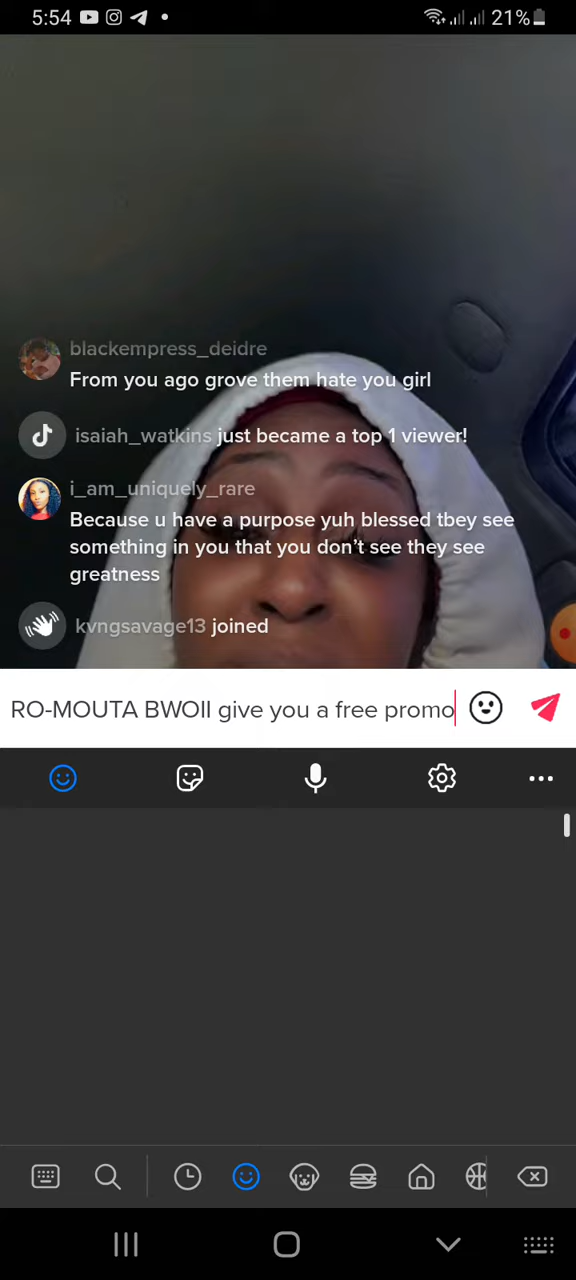 5:54
21%
blackempress_deidre
From you ago grove them hate you girl
isaiah_watkins just became a top 1 viewer!
i_am_uniquely_rare
Because u have a purpose yuh blessed tbey see
something in you that you don’t see they see
greatness
kvngsavage13 joined
RO-MOUTA BWOII give you a free promo